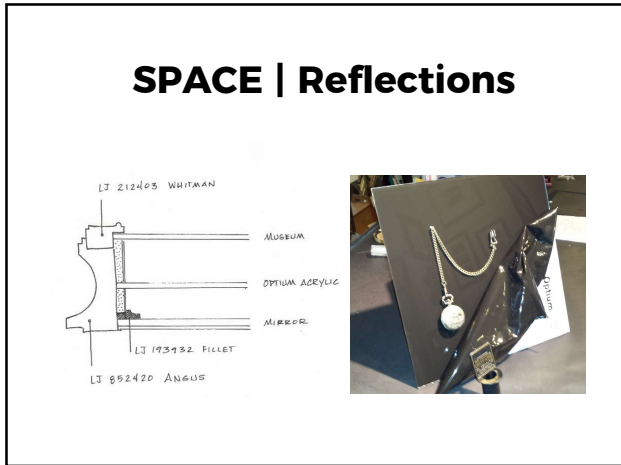 SPACE | Reflections
LJ 212403 WHITMAN
MUSEUM
OPTIUM ACRYLIC
MIRROR
LJ 193932 FILLET
LJ 852420 ANGUS
Optium